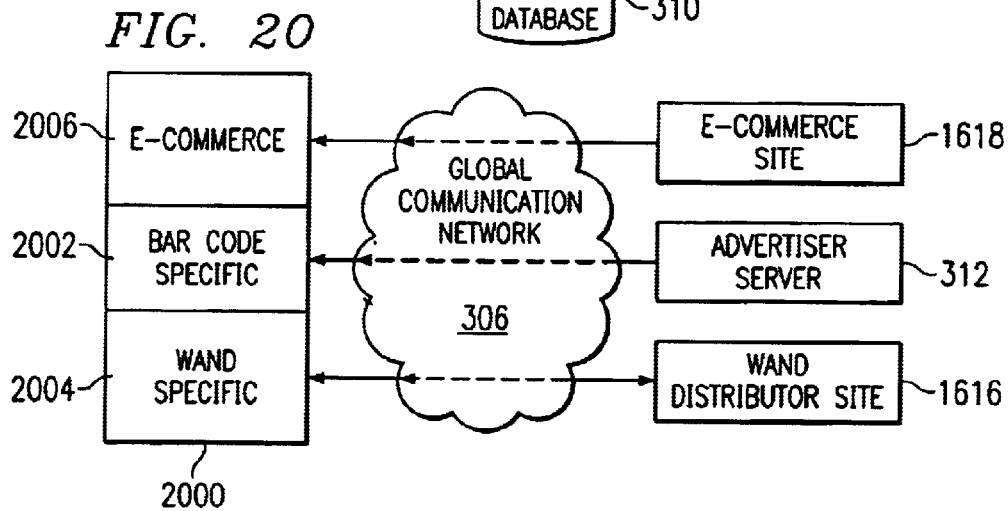 310
DATABASE
FIG. 20
2006
E-COMMERCE
E-COMMERCE
SITE
1618
GLOBAL
COMMUNICATION
NETWORK
2002
BAR CODE
SPECIFIC
ADVERTISER
SERVER
312
306
2004
WAND
SPECIFIC
WAND
DISTRIBUTOR SITE
1616
2000